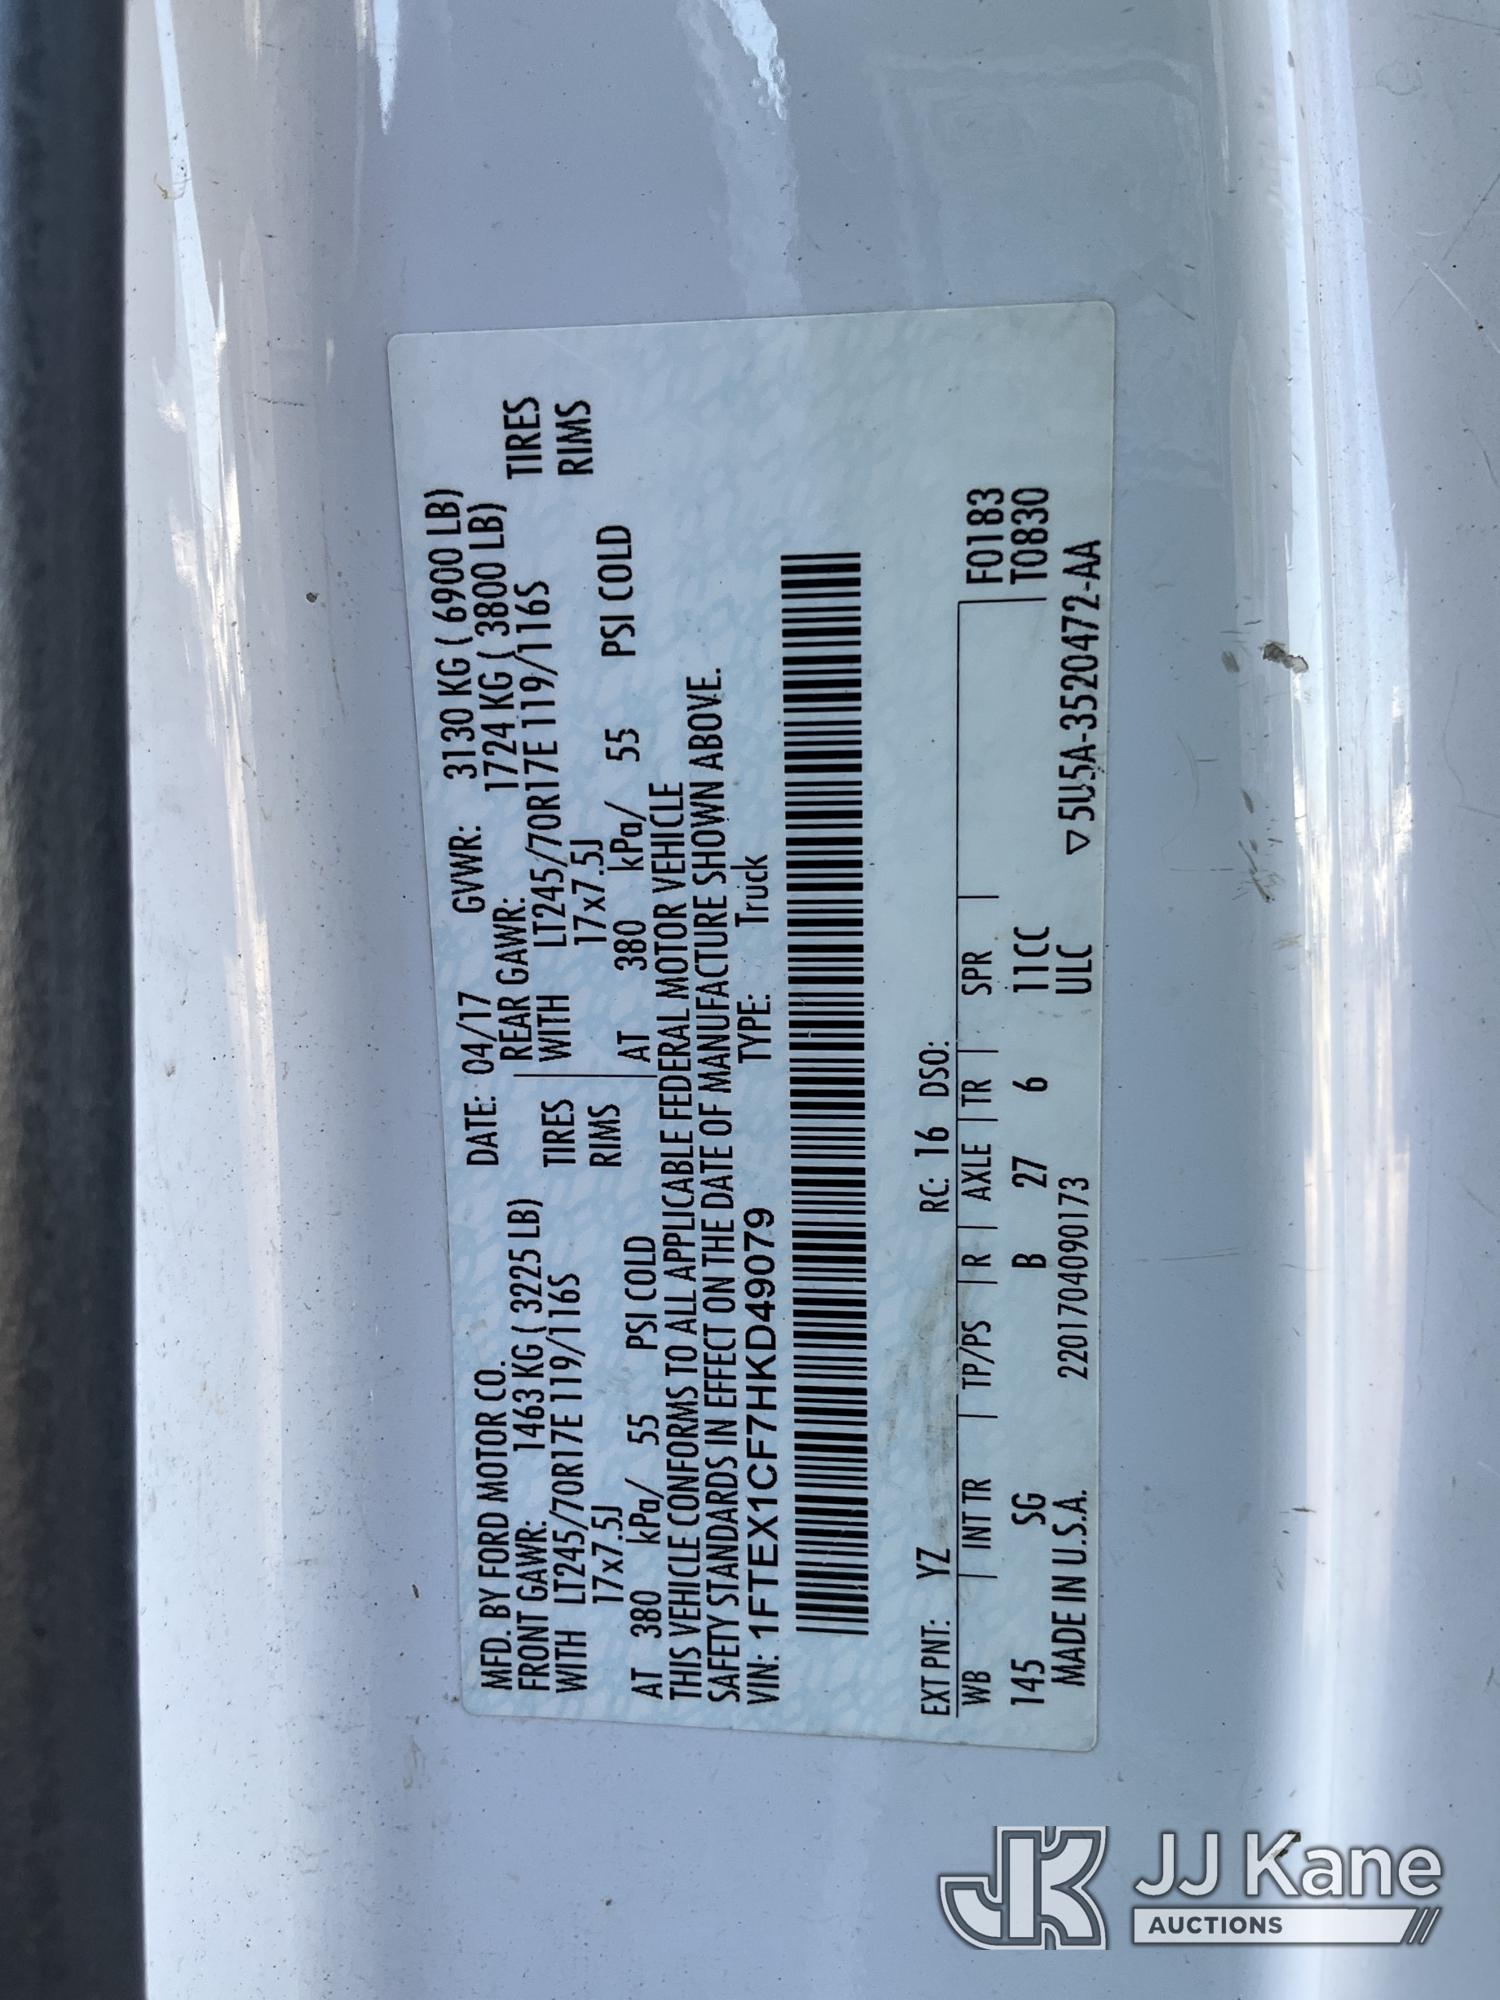 MFD. BY FORD MOTOR CO. DATE: 04/17 GVWR: 3130 KG ( 6900 LB)
FRONT GAWR: 1463 KG ( 3225 LB) REAR GAWR: 1724 KG ( 3800 LB)
WITH LT245/70R17E 119/116S TIRES WITH LT245/70R17E 119/116S TIRES
17x7.5J RIMS 17x7.5J RIMS
AT 380 kPa/ 55 PSI COLD AT 380 kPa/ 55 PSI COLD
THIS VEHICLE CONFORMS TO ALL APPLICABLE FEDERAL MOTOR VEHICLE
SAFETY STANDARDS IN EFFECT ON THE DATE OF MANUFACTURE SHOWN ABOVE.
VIN: 1FTEX1CF7HKD49079 TYPE: Truck
EXT PNT: YZ RC: 16 DSO:
WB | INT TR | TP/PS | R | AXLE | TR | SPR F0183
145 SG B 27 6 11CC T0830
MADE IN U.S.A. 2201704090173 ULC ▽5U5A-3520472-AA
JK JJ Kane
AUCTIONS